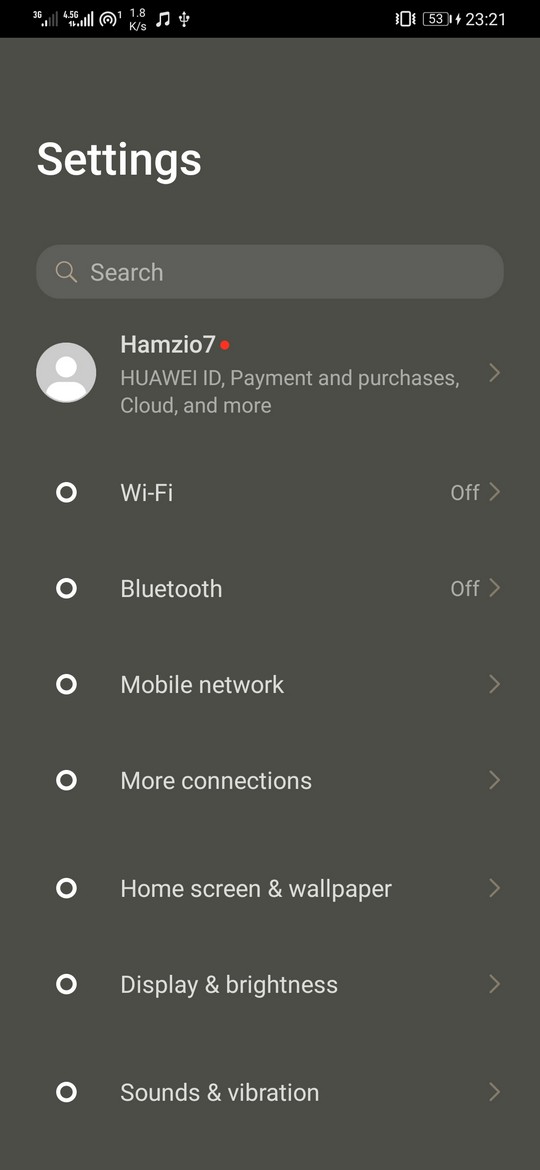 3G 4.5G 1 1.8 K/s 53 23:21
Settings
Search
Hamzio7
HUAWEI ID, Payment and purchases,
Cloud, and more
Wi-Fi Off
Bluetooth Off
Mobile network
More connections
Home screen & wallpaper
Display & brightness
Sounds & vibration